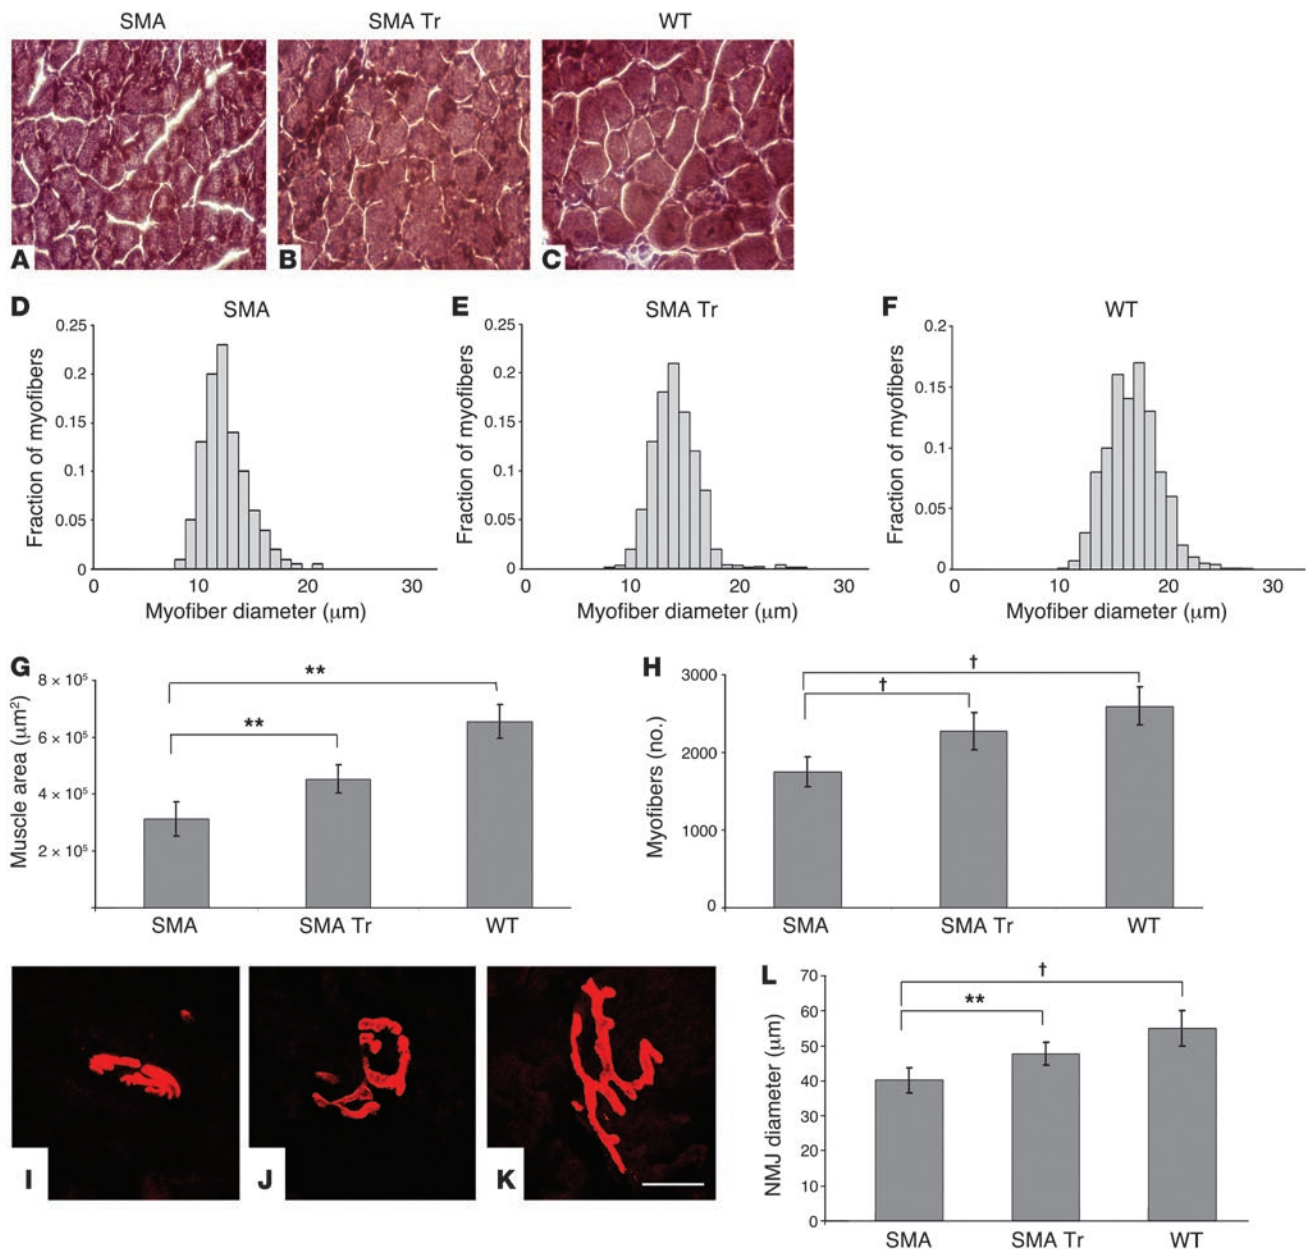 SMA SMA Tr WT
A B C
D SMA E SMA Tr F WT
Fraction of myofibers
0.25
0.2
0.15
0.1
0.05
0
0 10 20 30
Myofiber diameter (μm)
Fraction of myofibers
0.25
0.2
0.15
0.1
0.05
0
0 10 20 30
Myofiber diameter (μm)
Fraction of myofibers
0.2
0.15
0.1
0.05
0
0 10 20 30
Myofiber diameter (μm)
G
Muscle area (μm²)
8 × 10⁵
6 × 10⁵
4 × 10⁵
2 × 10⁵
**
**
SMA SMA Tr WT
H
Myofibers (no.)
3000
2000
1000
0
†
†
SMA SMA Tr WT
I J K
L
NMJ diameter (μm)
70
60
50
40
30
20
10
0
†
**
SMA SMA Tr WT